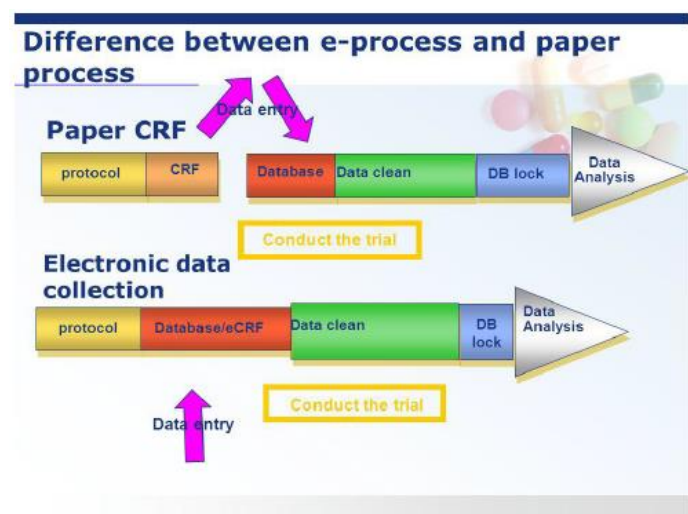 Difference between e-process and paper
process
Data entry
Paper CRF
protocol
CRF
Database
Data clean
DB lock
Data
Analysis
Conduct the trial
Electronic data
collection
protocol
Database/eCRF
Data clean
DB
lock
Data
Analysis
Conduct the trial
Data entry